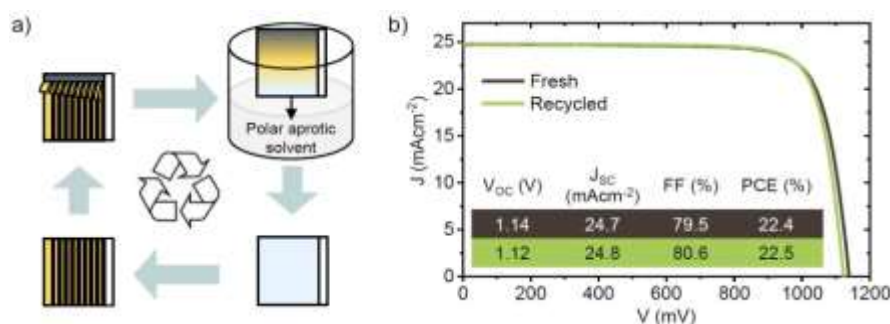 a)
Polar aprotic
solvent
b)
J (mAcm⁻²)
25
20
15
10
5
0
Fresh
Recycled
V_OC (V) J_SC (mAcm⁻²) FF (%) PCE (%)
1.14 24.7 79.5 22.4
1.12 24.8 80.6 22.5
0 200 400 600 800 1000 1200
V (mV)